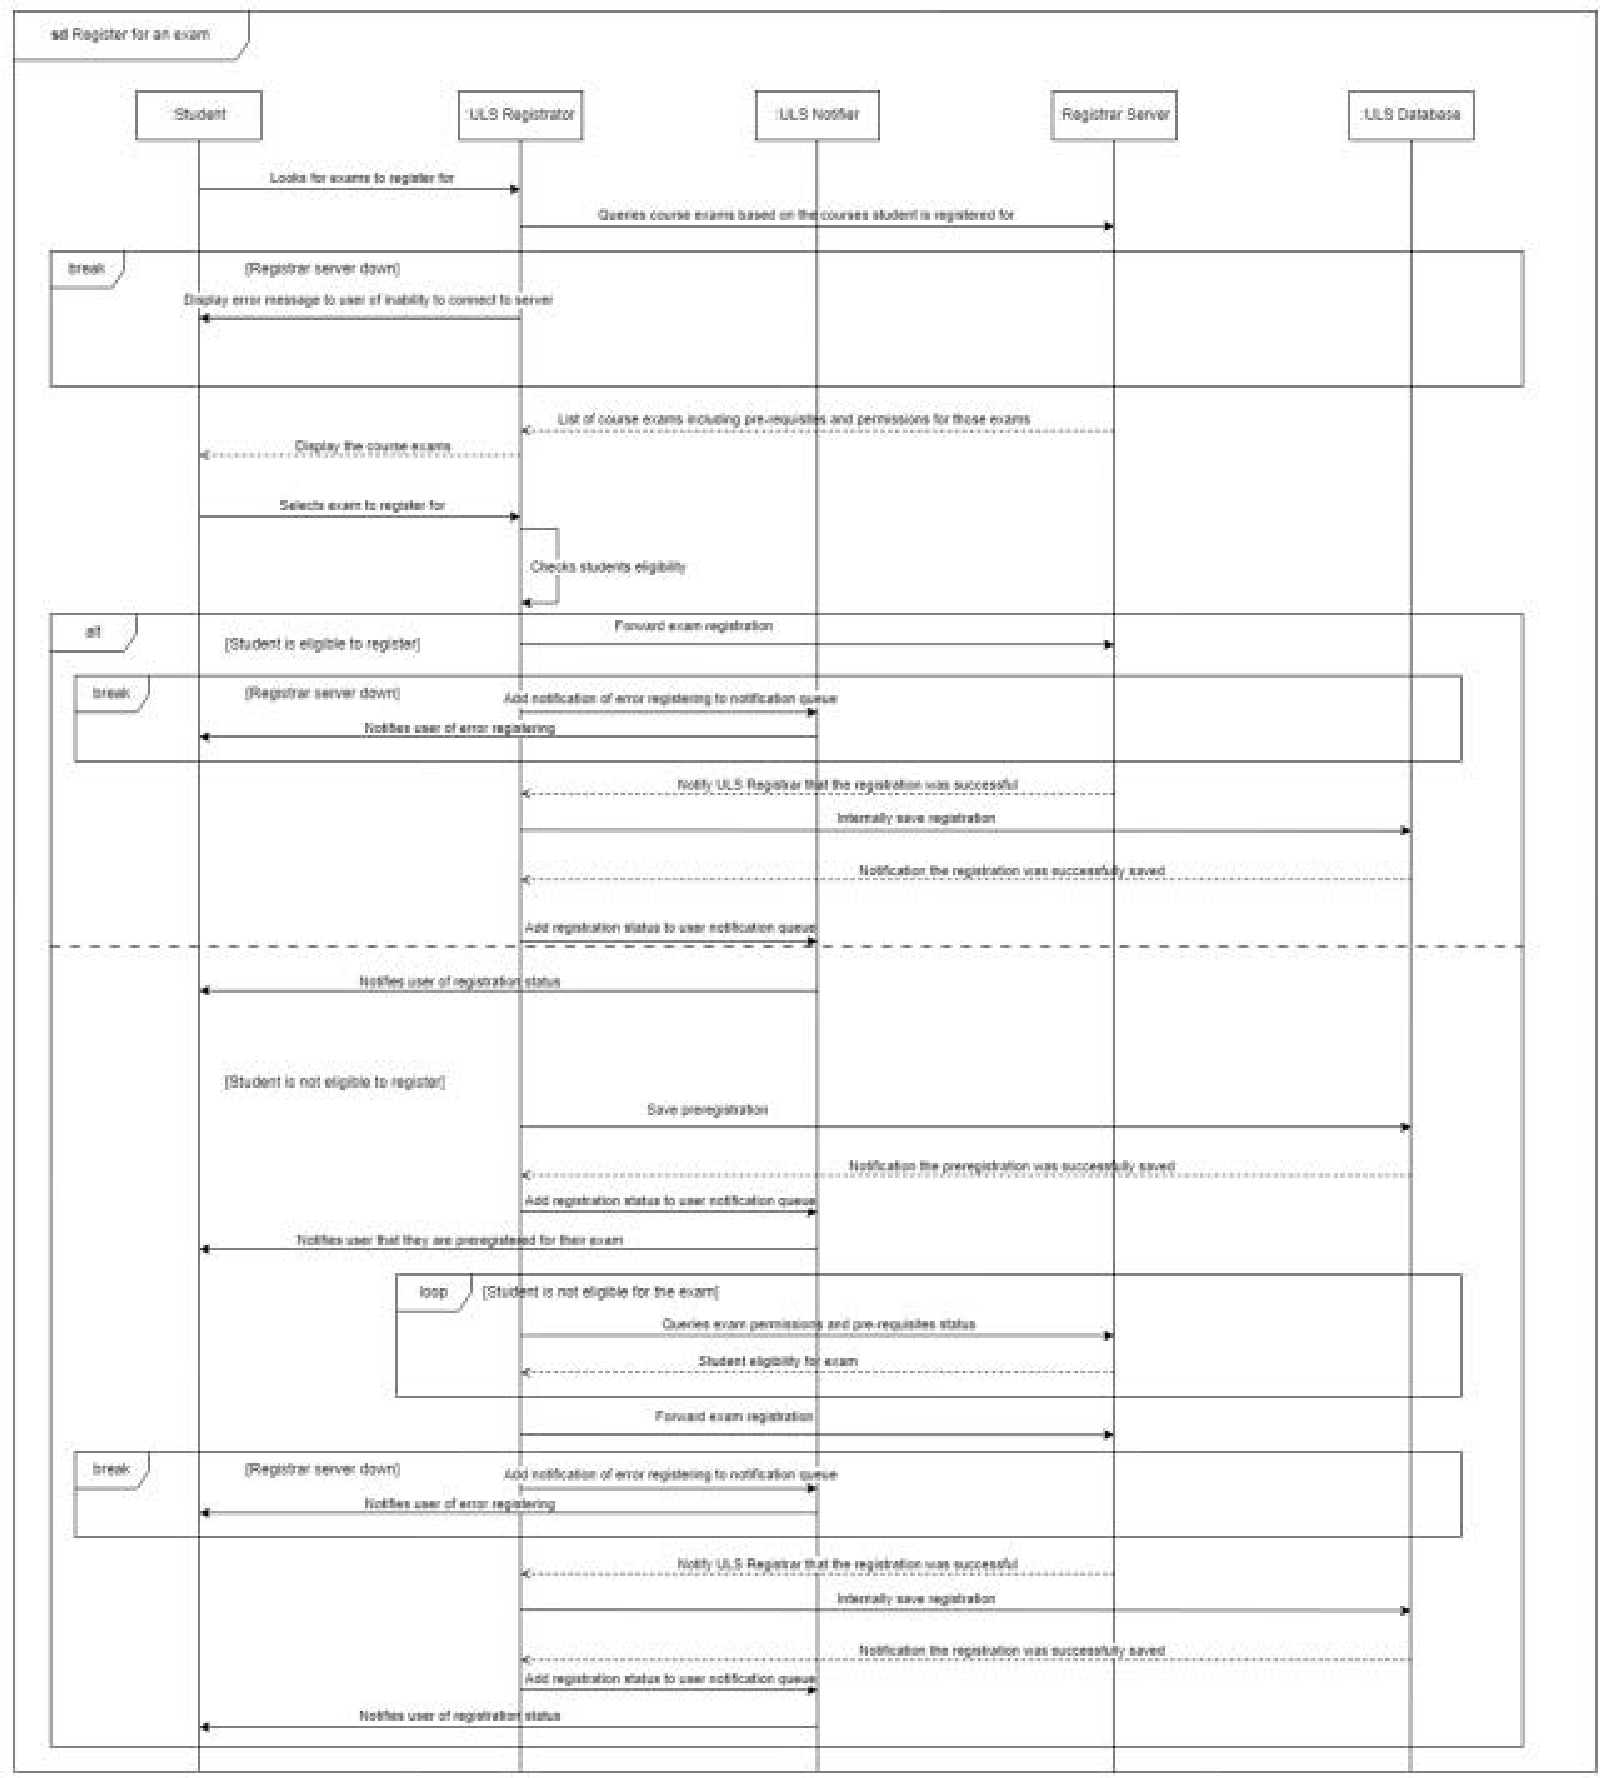 sd Register for an exam
:Student
:ULS Registrator
:ULS Notifier
:Registrar Server
:ULS Database
Looks for exams to register for
Queries course exams based on the courses student is registered for
break
[Registrar server down]
Display error message to user of inability to connect to server
List of course exams including pre-requisites and permissions for those exams
Display the course exams
Selects exam to register for
Checks students eligibility
alt
[Student is eligible to register]
Forward exam registration
break
[Registrar server down]
Add notification of error registering to notification queue
Notifies user of error registering
Notify ULS Registrar that the registration was successful
Internally save registration
Notification the registration was successfully saved
Add registration status to user notification queue
Notifies user of registration status
[Student is not eligible to register]
Save preregistration
Notification the preregistration was successfully saved
Add registration status to user notification queue
Notifies user that they are preregistered for their exam
loop
[Student is not eligible for the exam]
Queries exam permissions and pre-requisites status
Student eligibility for exam
Forward exam registration
break
[Registrar server down]
Add notification of error registering to notification queue
Notifies user of error registering
Notify ULS Registrar that the registration was successful
Internally save registration
Notification the registration was successfully saved
Add registration status to user notification queue
Notifies user of registration status